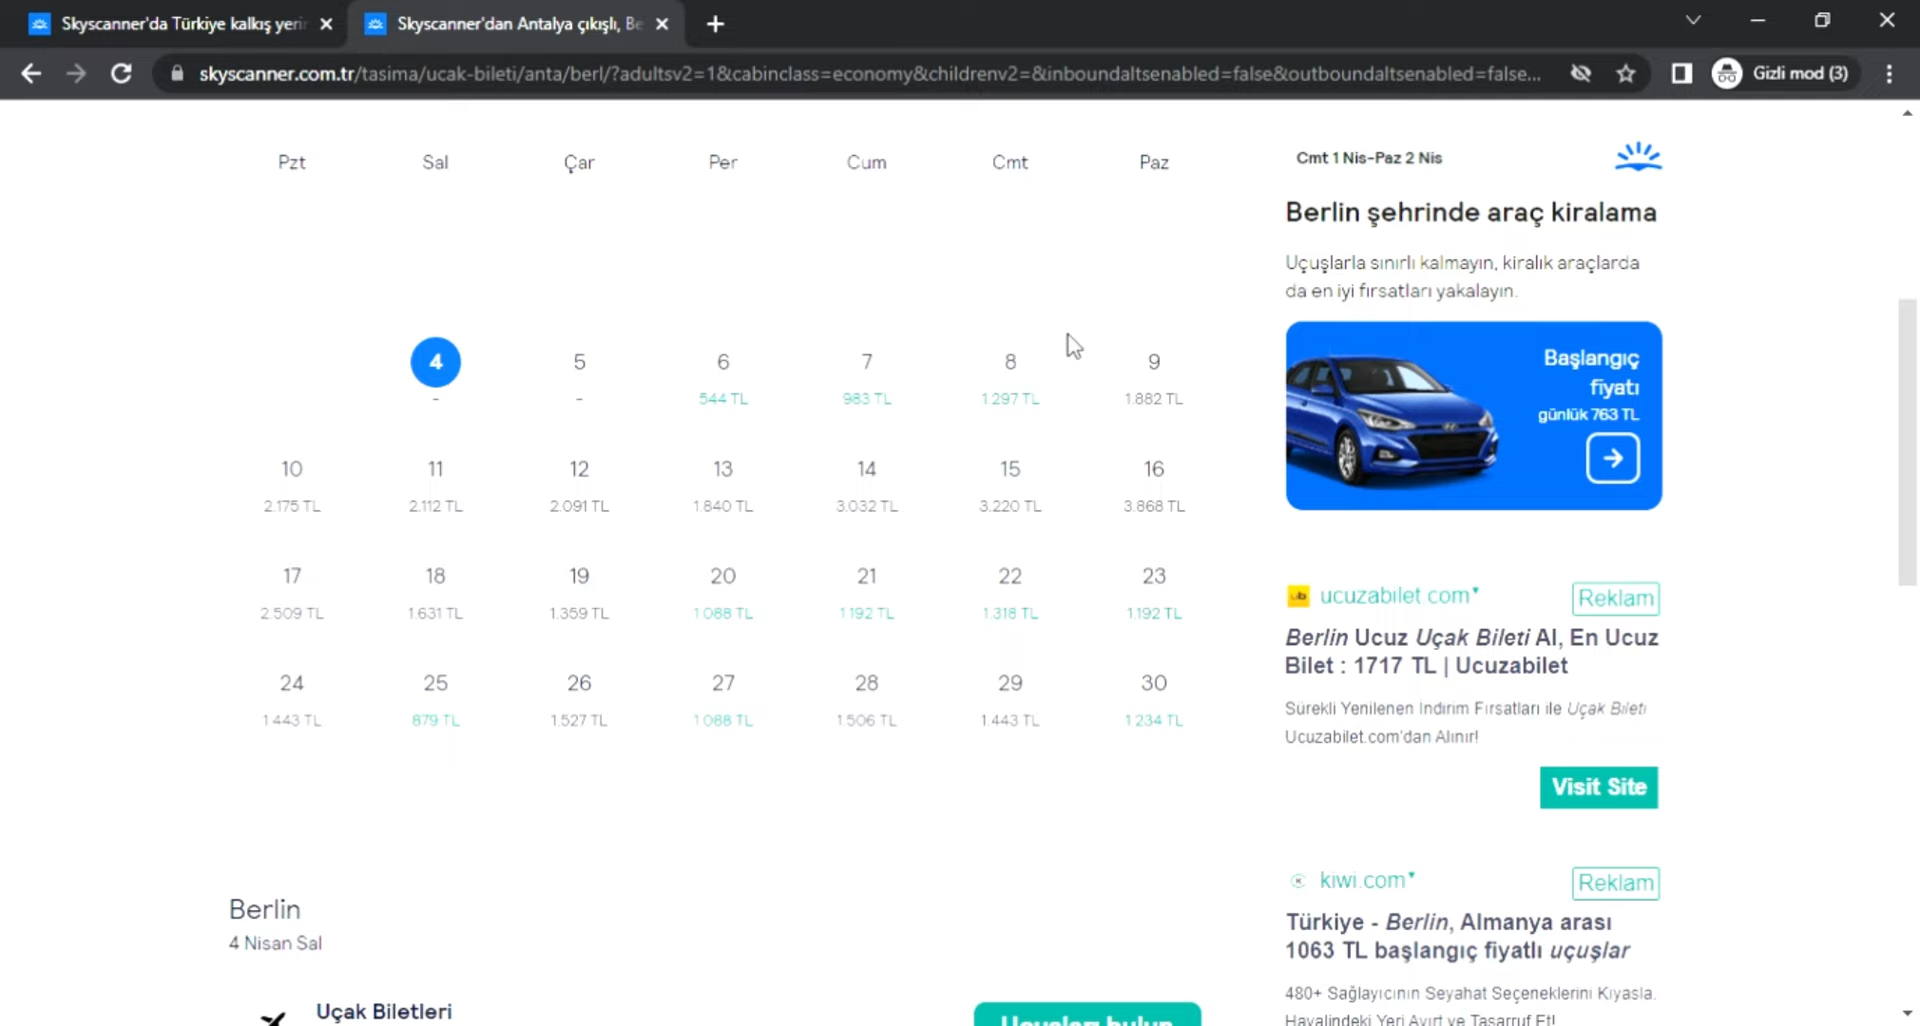 Skyscanner'da Türkiye kalkış yerin
Skyscanner'dan Antalya çıkışlı, Be
skyscanner.com.tr/tasima/ucak-bileti/anta/berl/?adultsv2=1&cabinclass=economy&childrenv2=&inboundaltsenabled=false&outboundaltsenabled=false...
Gizli mod (3)
Pzt Sal Çar Per Cum Cmt Paz
4 5 6 7 8 9
- - 544 TL 983 TL 1.297 TL 1.882 TL
10 11 12 13 14 15 16
2.175 TL 2.112 TL 2.091 TL 1.840 TL 3.032 TL 3.220 TL 3.868 TL
17 18 19 20 21 22 23
2.509 TL 1.631 TL 1.359 TL 1.088 TL 1.192 TL 1.318 TL 1.192 TL
24 25 26 27 28 29 30
1.443 TL 879 TL 1.527 TL 1.088 TL 1.506 TL 1.443 TL 1.234 TL
Berlin
4 Nisan Sal
Uçak Biletleri
Uçuşları bulun
Cmt 1 Nis-Paz 2 Nis
Berlin şehrinde araç kiralama
Uçuşlarla sınırlı kalmayın, kiralık araçlarda
da en iyi fırsatları yakalayın.
Başlangıç
fiyatı
günlük 763 TL
ucuzabilet.com
Reklam
Berlin Ucuz Uçak Bileti Al, En Ucuz
Bilet : 1717 TL | Ucuzabilet
Sürekli Yenilenen İndirim Fırsatları ile Uçak Bileti
Ucuzabilet.com'dan Alınır!
Visit Site
kiwi.com
Reklam
Türkiye - Berlin, Almanya arası
1063 TL başlangıç fiyatlı uçuşlar
480+ Sağlayıcının Seyahat Seçeneklerini Kıyasla.
Hayalindeki Yeri Ayırt ve Tasarruf Et!